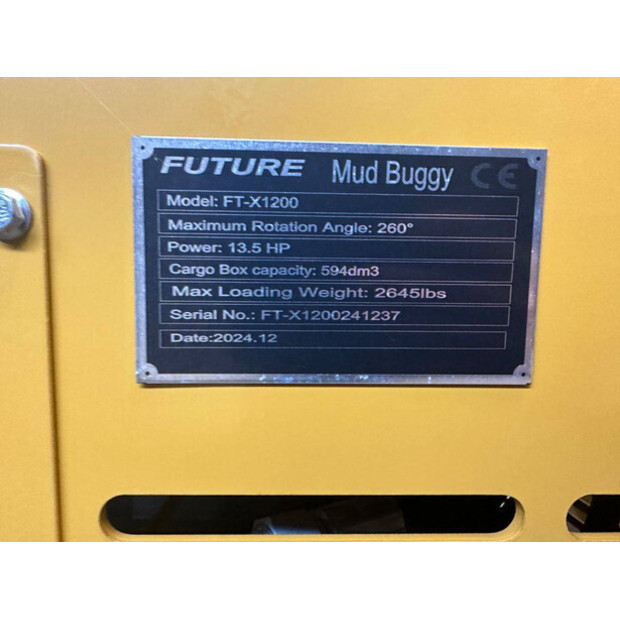 FUTURE Mud Buggy CE
Model: FT-X1200
Maximum Rotation Angle: 260°
Power: 13.5 HP
Cargo Box capacity: 594dm3
Max Loading Weight: 2645lbs
Serial No.: FT-X1200241237
Date:2024.12